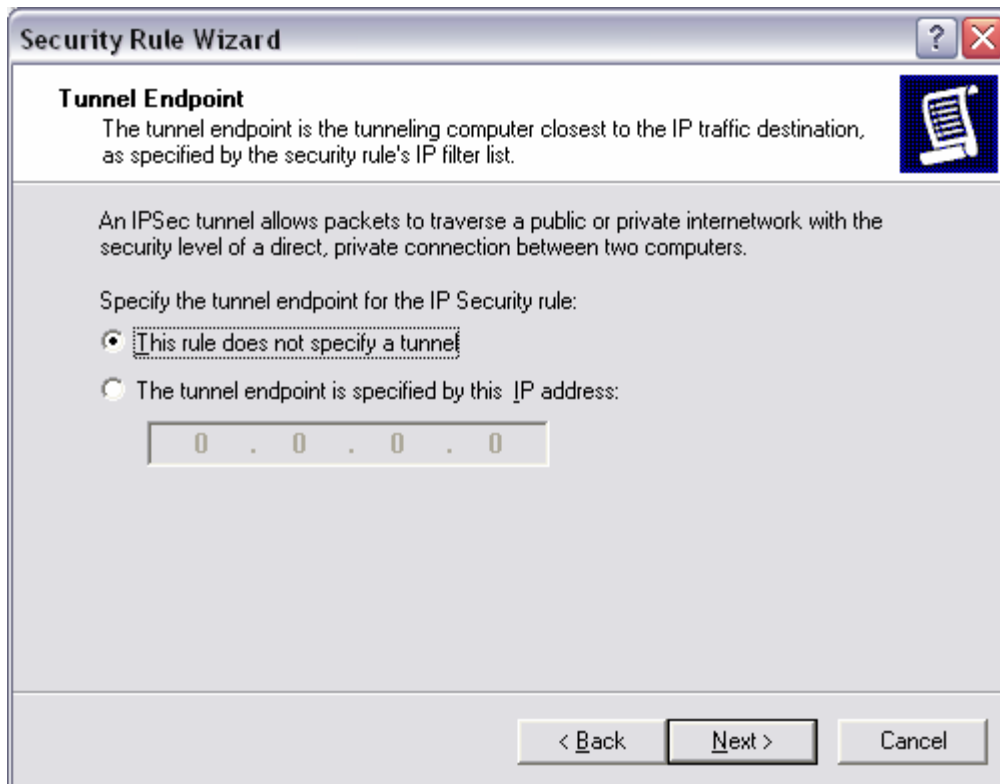 Security Rule Wizard
Tunnel Endpoint
The tunnel endpoint is the tunneling computer closest to the IP traffic destination,
as specified by the security rule's IP filter list.
An IPSec tunnel allows packets to traverse a public or private internetwork with the
security level of a direct, private connection between two computers.
Specify the tunnel endpoint for the IP Security rule:
This rule does not specify a tunnel
The tunnel endpoint is specified by this IP address:
0 . 0 . 0 . 0
< Back Next > Cancel